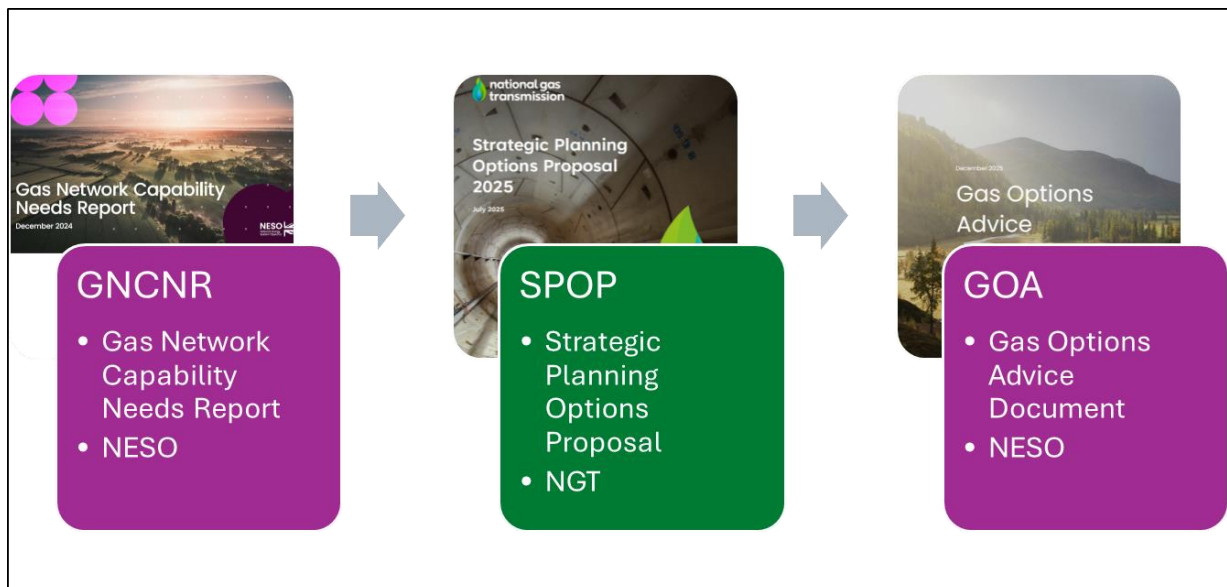 Gas Network Capability
Needs Report
December 2024
NESO
GNCNR
• Gas Network
Capability
Needs Report
• NESO
national gas
transmission
Strategic Planning
Options Proposal
2025
July 2025
SPOP
• Strategic
Planning
Options
Proposal
• NGT
December 2025
Gas Options
Advice
GOA
• Gas Options
Advice
Document
• NESO